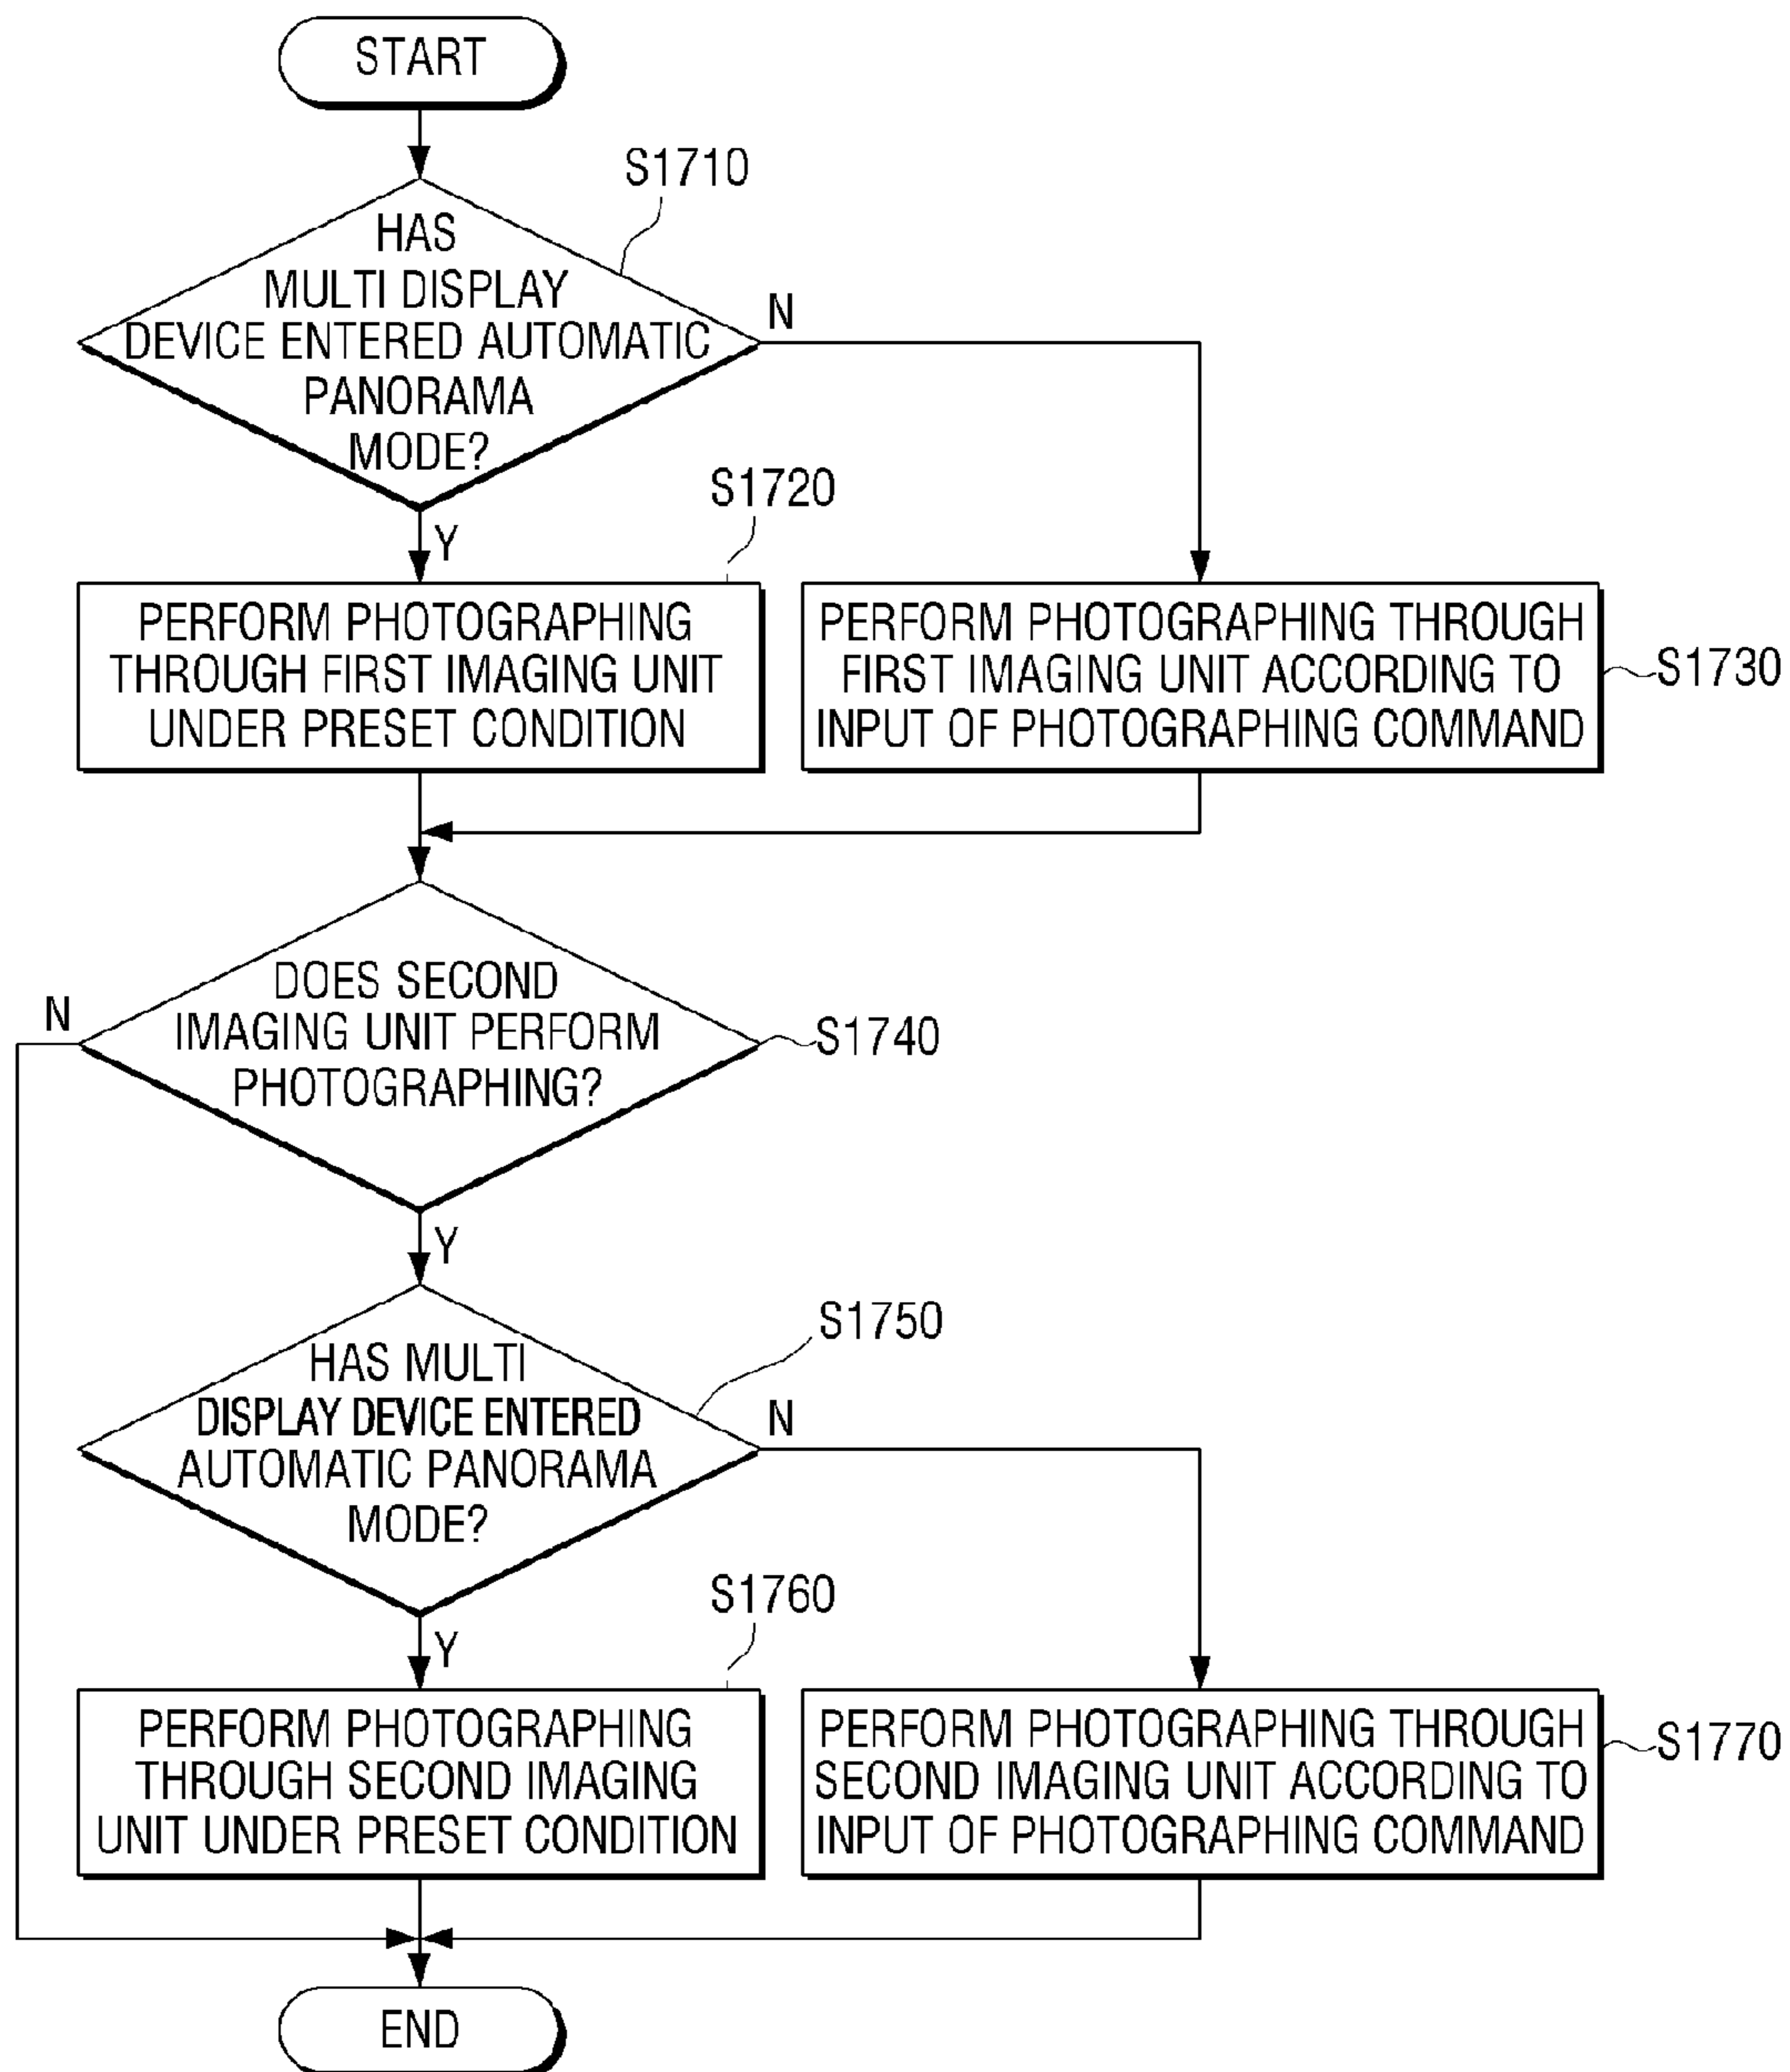 START
S1710
HAS
MULTI DISPLAY
DEVICE ENTERED AUTOMATIC
PANORAMA
MODE?
N
Y
S1720
PERFORM PHOTOGRAPHING
THROUGH FIRST IMAGING UNIT
UNDER PRESET CONDITION
PERFORM PHOTOGRAPHING THROUGH
FIRST IMAGING UNIT ACCORDING TO
INPUT OF PHOTOGRAPHING COMMAND
S1730
DOES SECOND
IMAGING UNIT PERFORM
PHOTOGRAPHING?
N
S1740
Y
S1750
HAS MULTI
DISPLAY DEVICE ENTERED
AUTOMATIC PANORAMA
MODE?
N
Y
S1760
PERFORM PHOTOGRAPHING
THROUGH SECOND IMAGING
UNIT UNDER PRESET CONDITION
PERFORM PHOTOGRAPHING THROUGH
SECOND IMAGING UNIT ACCORDING TO
INPUT OF PHOTOGRAPHING COMMAND
S1770
END